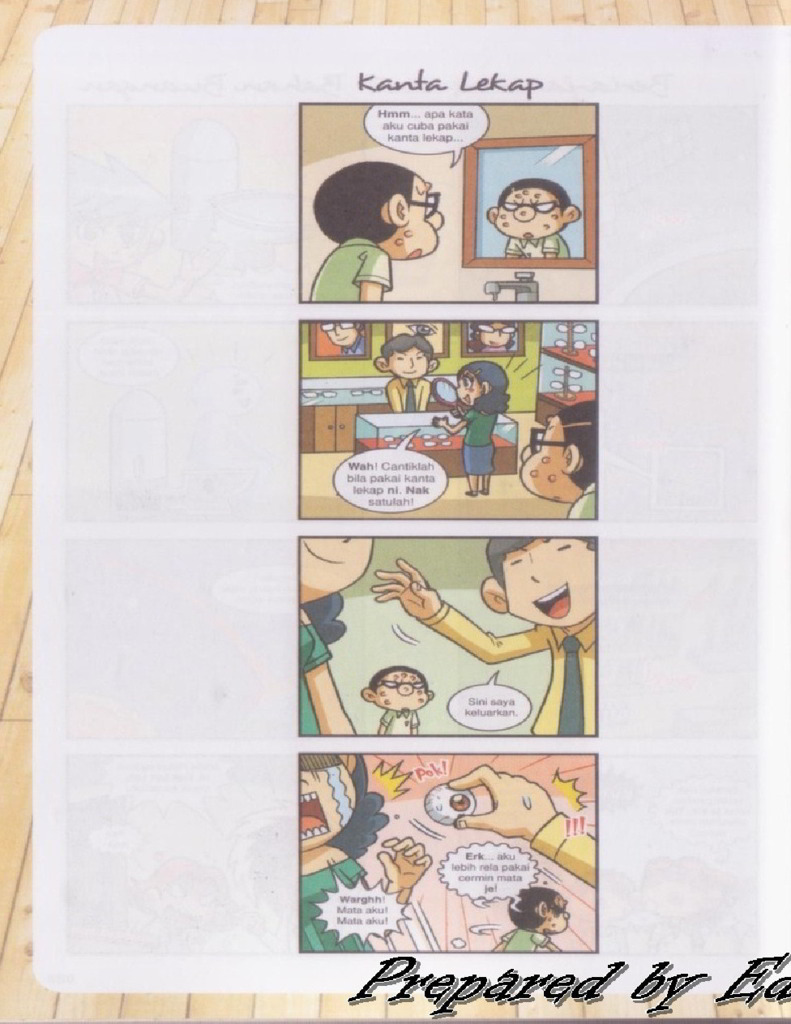 Kanta Lekap
Hmm... apa kata
aku cuba pakai
kanta lekap...
Wah! Cantiklah
bila pakai kanta
lekap ni. Nak
satulah!
Sini saya
keluarkan.
Pok!
!!!
Erk... aku
lebih rela pakai
cermin mata
je!
Warghh!
Mata aku!
Mata aku!
Prepared by Ed